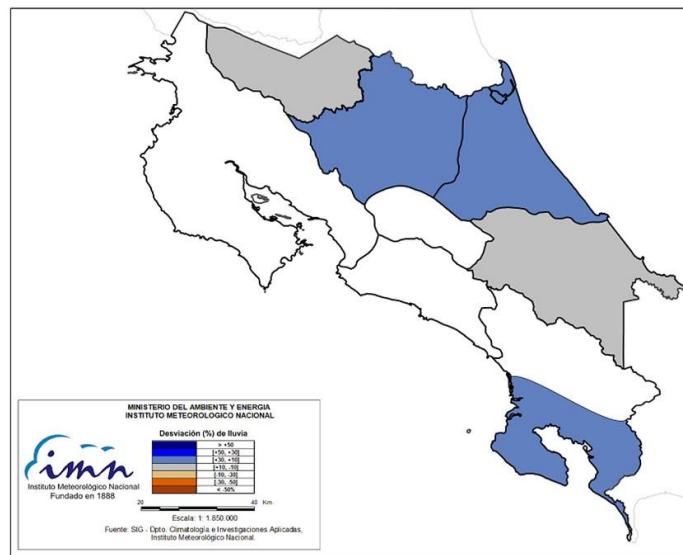 MINISTERIO DEL AMBIENTE Y ENERGIA
INSTITUTO METEOROLOGICO NACIONAL
Desviación (%) de lluvia
> +50
[+50, +30]
[+30, +10]
[+10, -10]
[-10, -30]
[-30, -50]
< -50%
imn
Instituto Meteorológico Nacional
Fundado en 1888
20 0 40 Km.
Escala: 1: 1.850.000
Fuente: SIG - Dpto. Climatología e Investigaciones Aplicadas,
Instituto Meteorológico Nacional.